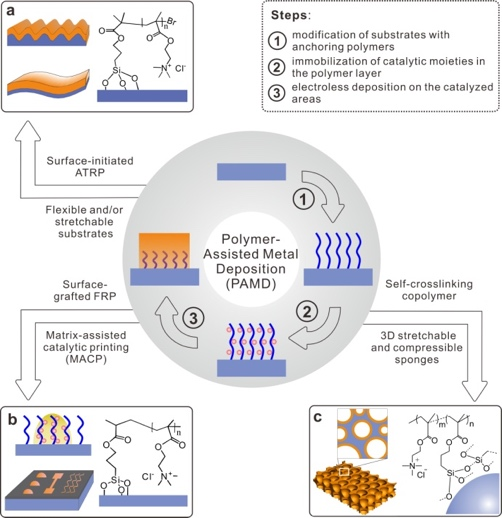 a
Br
n
O
O
O
O
N
+
Cl-
Si
O
O
O
Steps:
1
modification of substrates with
anchoring polymers
2
immobilization of catalytic moieties in
the polymer layer
3
electroless deposition on the catalyzed
areas
Surface-initiated
ATRP
Flexible and/or
stretchable
substrates
1
Polymer-
Assisted Metal
Deposition
(PAMD)
Surface-
grafted FRP
Matrix-assisted
catalytic printing
(MACP)
3
2
Self-crosslinking
copolymer
3D stretchable
and compressible
sponges
b
n
O
O
O
O
Cl-
N
+
Si
O
O
O
c
m
n
O
O
O
O
N
+
Cl-
Si
O
O
Si
O
O